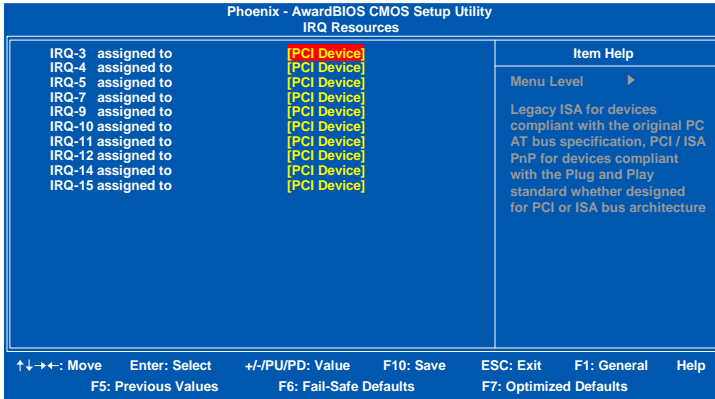 Phoenix - AwardBIOS CMOS Setup Utility
IRQ Resources
IRQ-3 assigned to [PCI Device]
IRQ-4 assigned to [PCI Device]
IRQ-5 assigned to [PCI Device]
IRQ-7 assigned to [PCI Device]
IRQ-9 assigned to [PCI Device]
IRQ-10 assigned to [PCI Device]
IRQ-11 assigned to [PCI Device]
IRQ-12 assigned to [PCI Device]
IRQ-14 assigned to [PCI Device]
IRQ-15 assigned to [PCI Device]
Item Help
Menu Level
Legacy ISA for devices
compliant with the original PC
AT bus specification, PCI / ISA
PnP for devices compliant
with the Plug and Play
standard whether designed
for PCI or ISA bus architecture
↑↓→←: Move Enter: Select +/-/PU/PD: Value F10: Save ESC: Exit F1: General Help
F5: Previous Values F6: Fail-Safe Defaults F7: Optimized Defaults